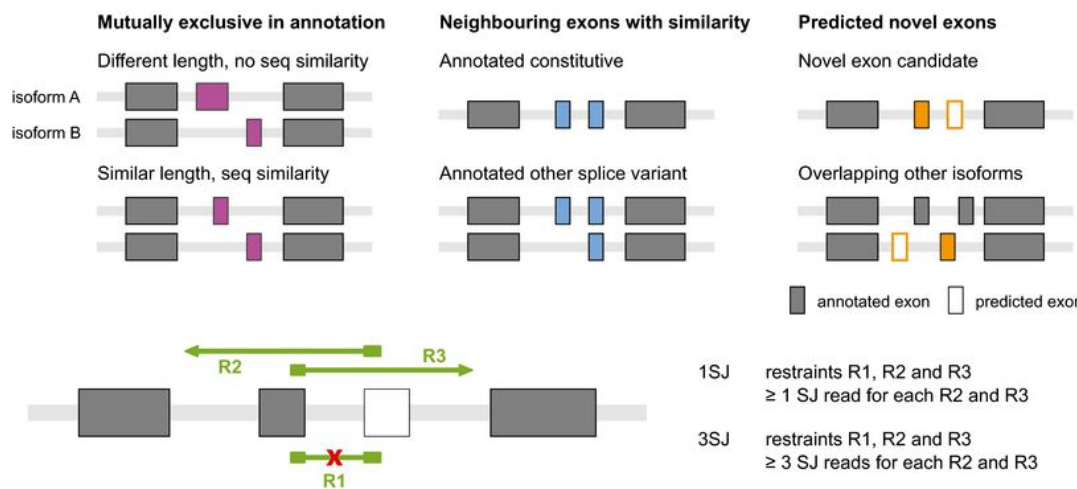 Mutually exclusive in annotation
Different length, no seq similarity
isoform A
isoform B
Similar length, seq similarity
Neighbouring exons with similarity
Annotated constitutive
Annotated other splice variant
Predicted novel exons
Novel exon candidate
Overlapping other isoforms
annotated exon
predicted exon
R2
R3
X
R1
1SJ restraints R1, R2 and R3
≥ 1 SJ read for each R2 and R3
3SJ restraints R1, R2 and R3
≥ 3 SJ reads for each R2 and R3